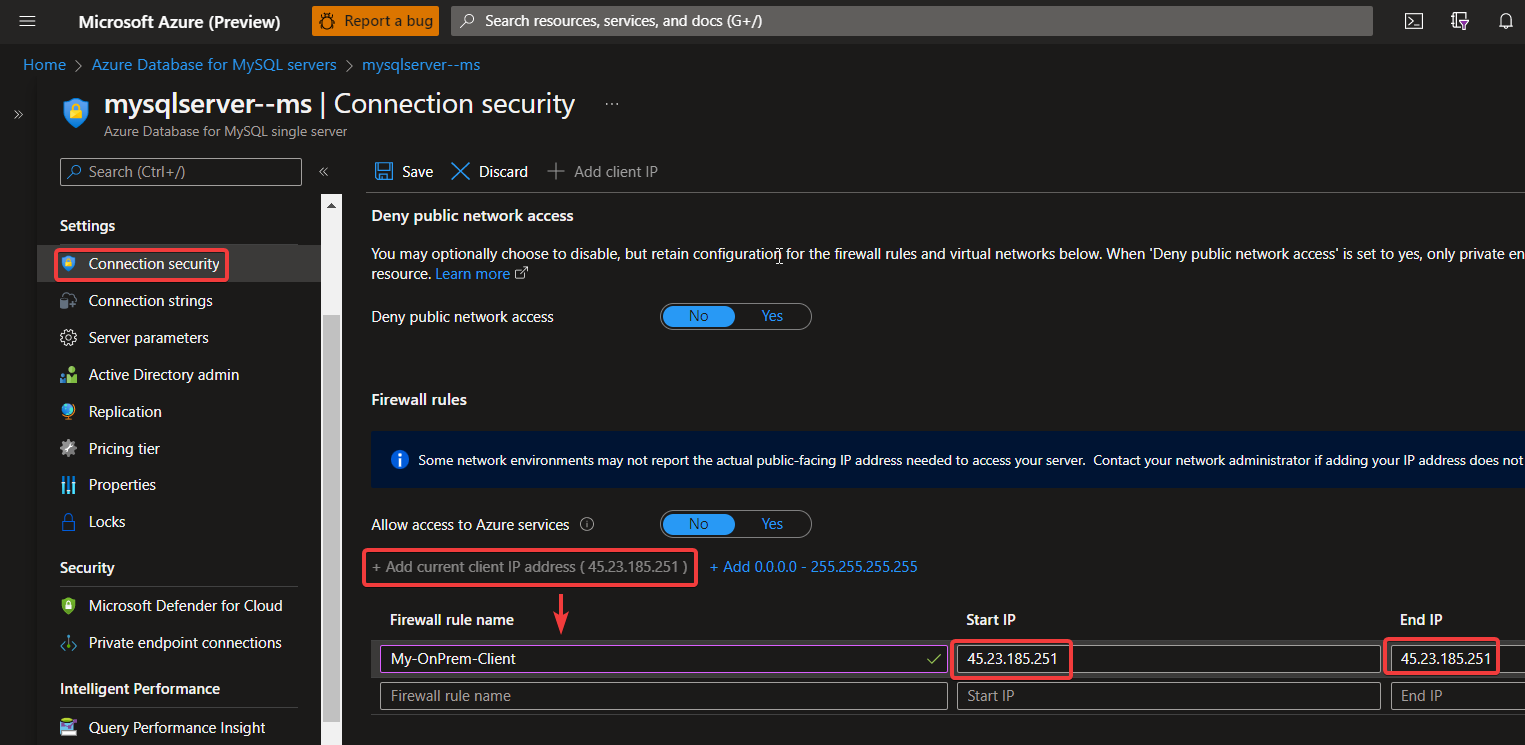 Microsoft Azure (Preview)
Report a bug
Search resources, services, and docs (G+/)
Home > Azure Database for MySQL servers > mysqlserver--ms
mysqlserver--ms | Connection security ...
Azure Database for MySQL single server
Search (Ctrl+/)
Save
Discard
Add client IP
Settings
Connection security
Connection strings
Server parameters
Active Directory admin
Replication
Pricing tier
Properties
Locks
Security
Microsoft Defender for Cloud
Private endpoint connections
Intelligent Performance
Query Performance Insight
Deny public network access
You may optionally choose to disable, but retain configuration for the firewall rules and virtual networks below. When 'Deny public network access' is set to yes, only private en
resource. Learn more
Deny public network access No Yes
Firewall rules
Some network environments may not report the actual public-facing IP address needed to access your server. Contact your network administrator if adding your IP address does not
Allow access to Azure services No Yes
+ Add current client IP address ( 45.23.185.251 ) + Add 0.0.0.0 - 255.255.255.255
Firewall rule name Start IP End IP
My-OnPrem-Client 45.23.185.251 45.23.185.251
Firewall rule name Start IP End IP